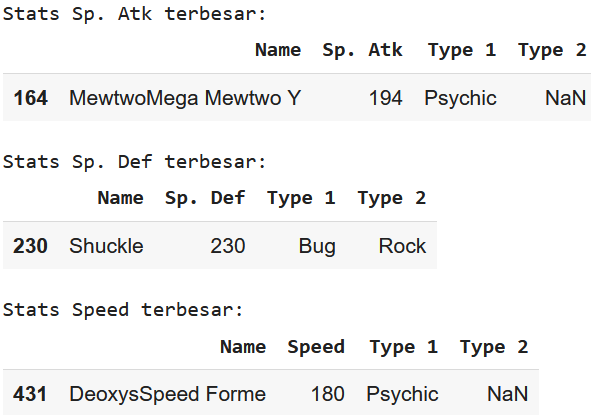 Stats Sp. Atk terbesar:
Name Sp. Atk Type 1 Type 2
164 MewtwoMega Mewtwo Y 194 Psychic NaN
Stats Sp. Def terbesar:
Name Sp. Def Type 1 Type 2
230 Shuckle 230 Bug Rock
Stats Speed terbesar:
Name Speed Type 1 Type 2
431 DeoxysSpeed Forme 180 Psychic NaN